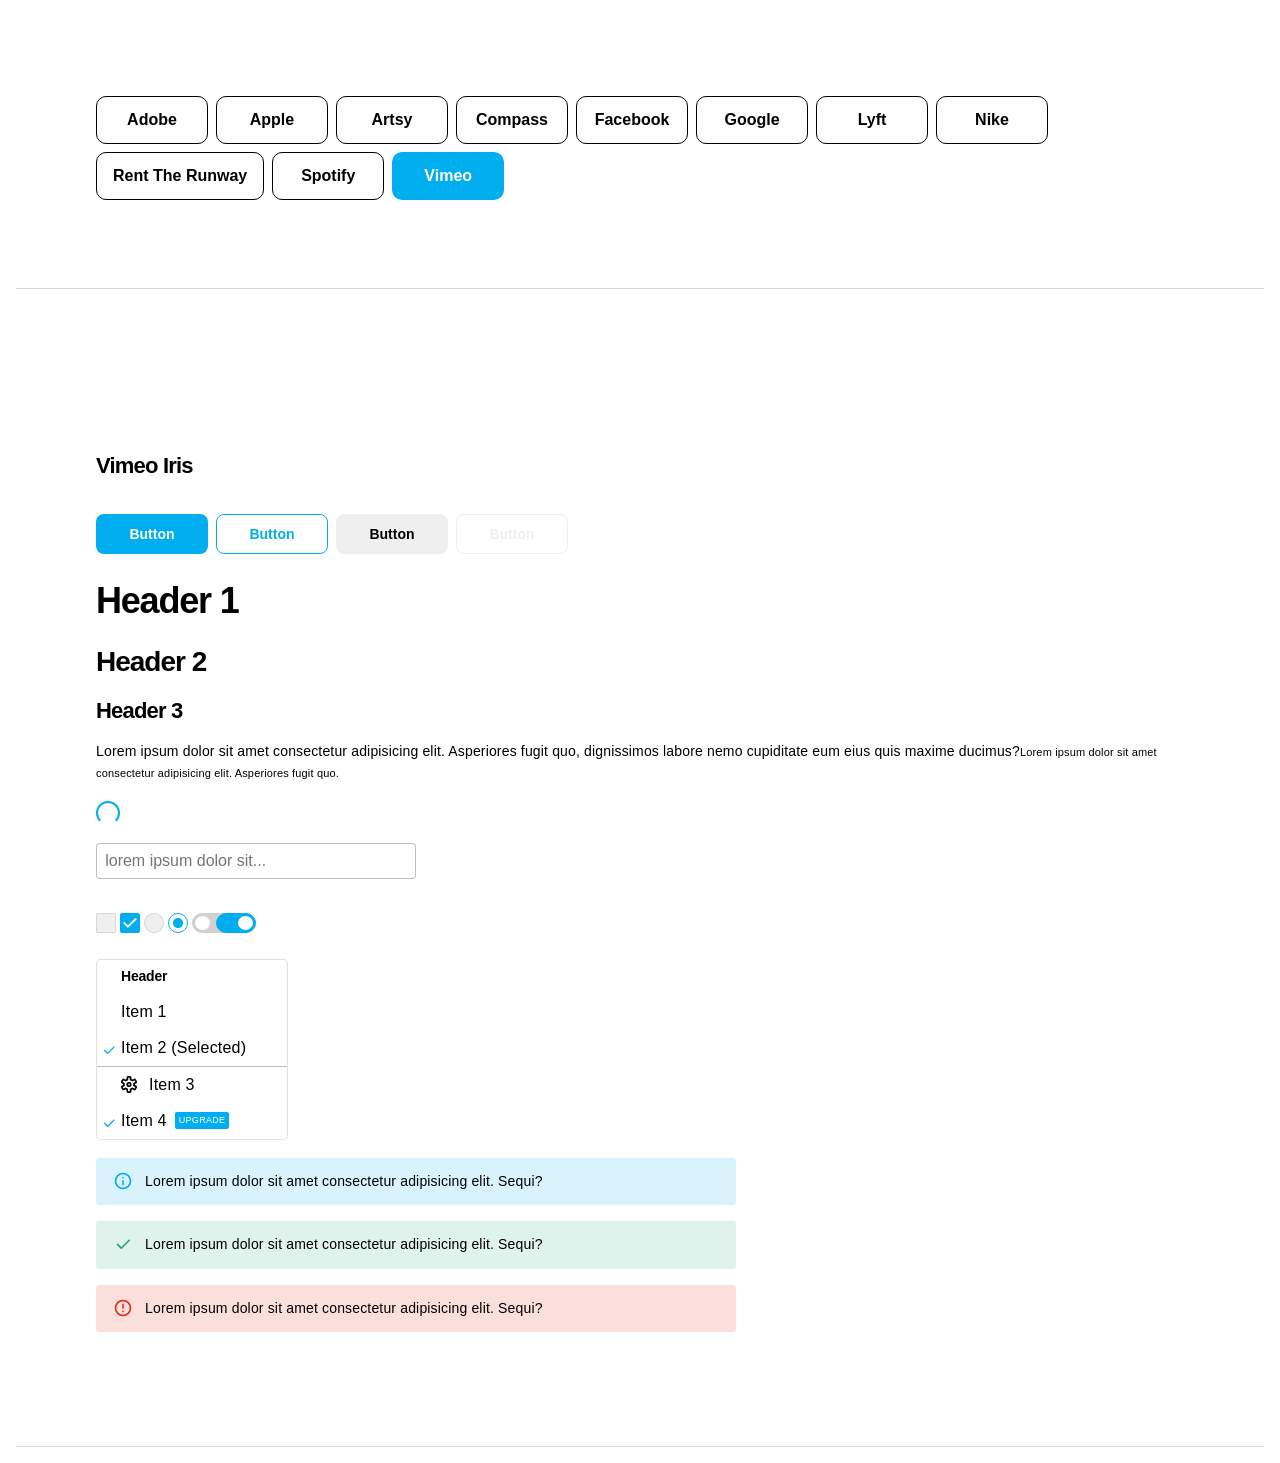 Adobe Apple Artsy Compass Facebook Google Lyft Nike
Rent The Runway Spotify Vimeo
Vimeo Iris
Button Button Button Button
Header 1
Header 2
Header 3
Lorem ipsum dolor sit amet consectetur adipisicing elit. Asperiores fugit quo, dignissimos labore nemo cupiditate eum eius quis maxime ducimus?Lorem ipsum dolor sit amet
consectetur adipisicing elit. Asperiores fugit quo.
lorem ipsum dolor sit...
Header
Item 1
Item 2 (Selected)
Item 3
Item 4 UPGRADE
Lorem ipsum dolor sit amet consectetur adipisicing elit. Sequi?
Lorem ipsum dolor sit amet consectetur adipisicing elit. Sequi?
Lorem ipsum dolor sit amet consectetur adipisicing elit. Sequi?